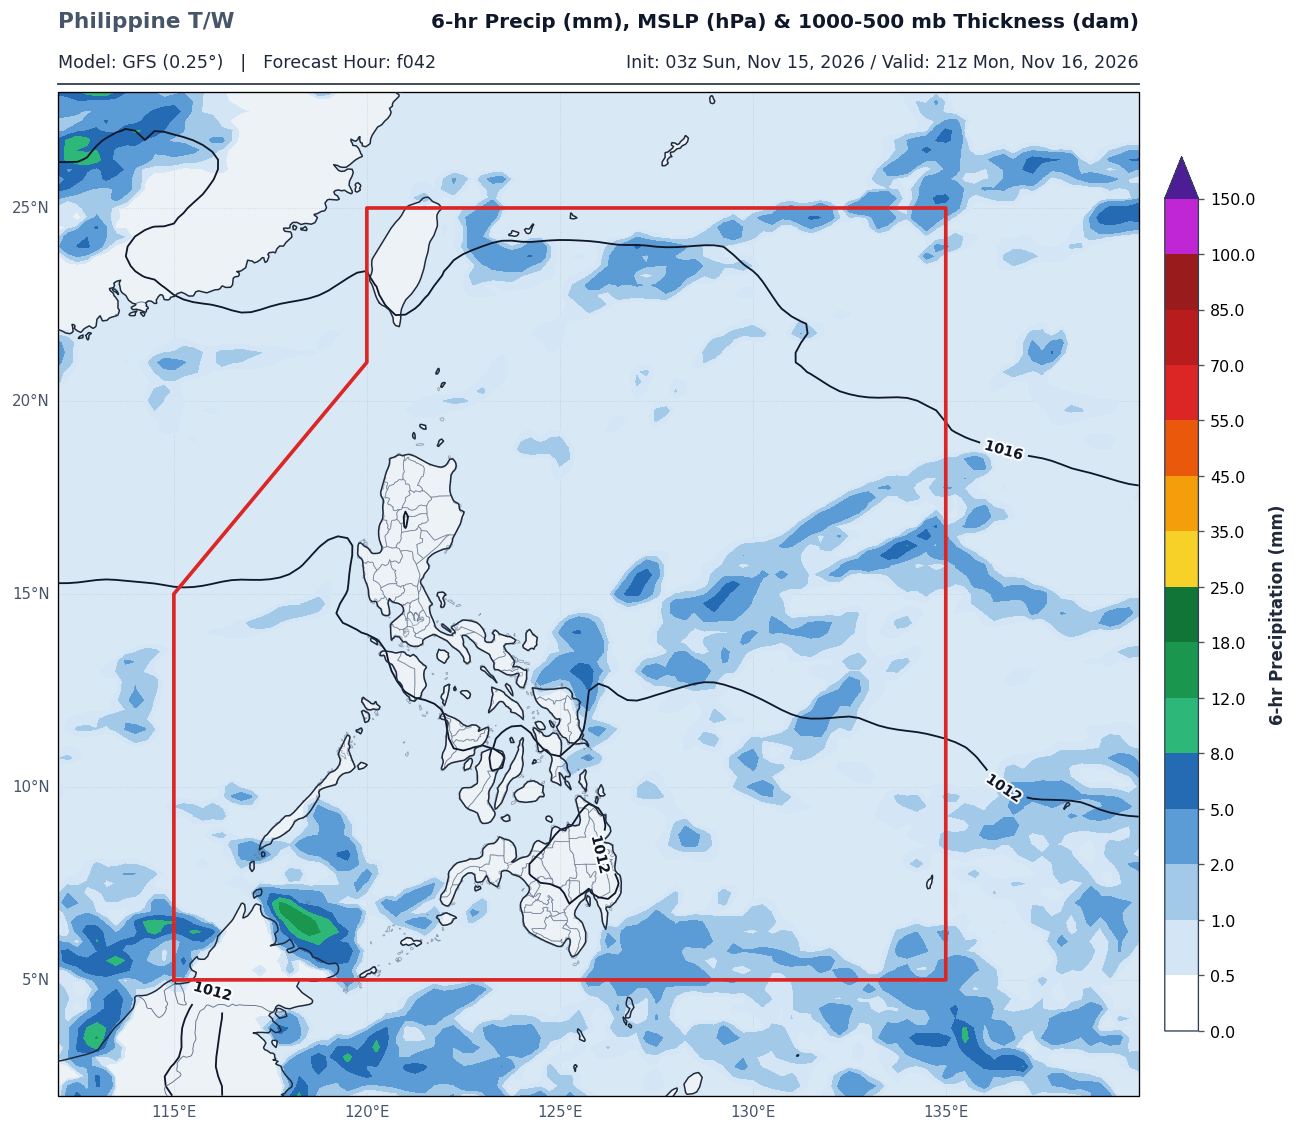 Philippine T/W
6-hr Precip (mm), MSLP (hPa) & 1000-500 mb Thickness (dam)
Model: GFS (0.25°) | Forecast Hour: f042
Init: 03z Sun, Nov 15, 2026 / Valid: 21z Mon, Nov 16, 2026
25°N
20°N
15°N
10°N
5°N
1016
1012
1012
1012
115°E
120°E
125°E
130°E
135°E
150.0
100.0
85.0
70.0
55.0
45.0
35.0
25.0
18.0
12.0
8.0
5.0
2.0
1.0
0.5
0.0
6-hr Precipitation (mm)